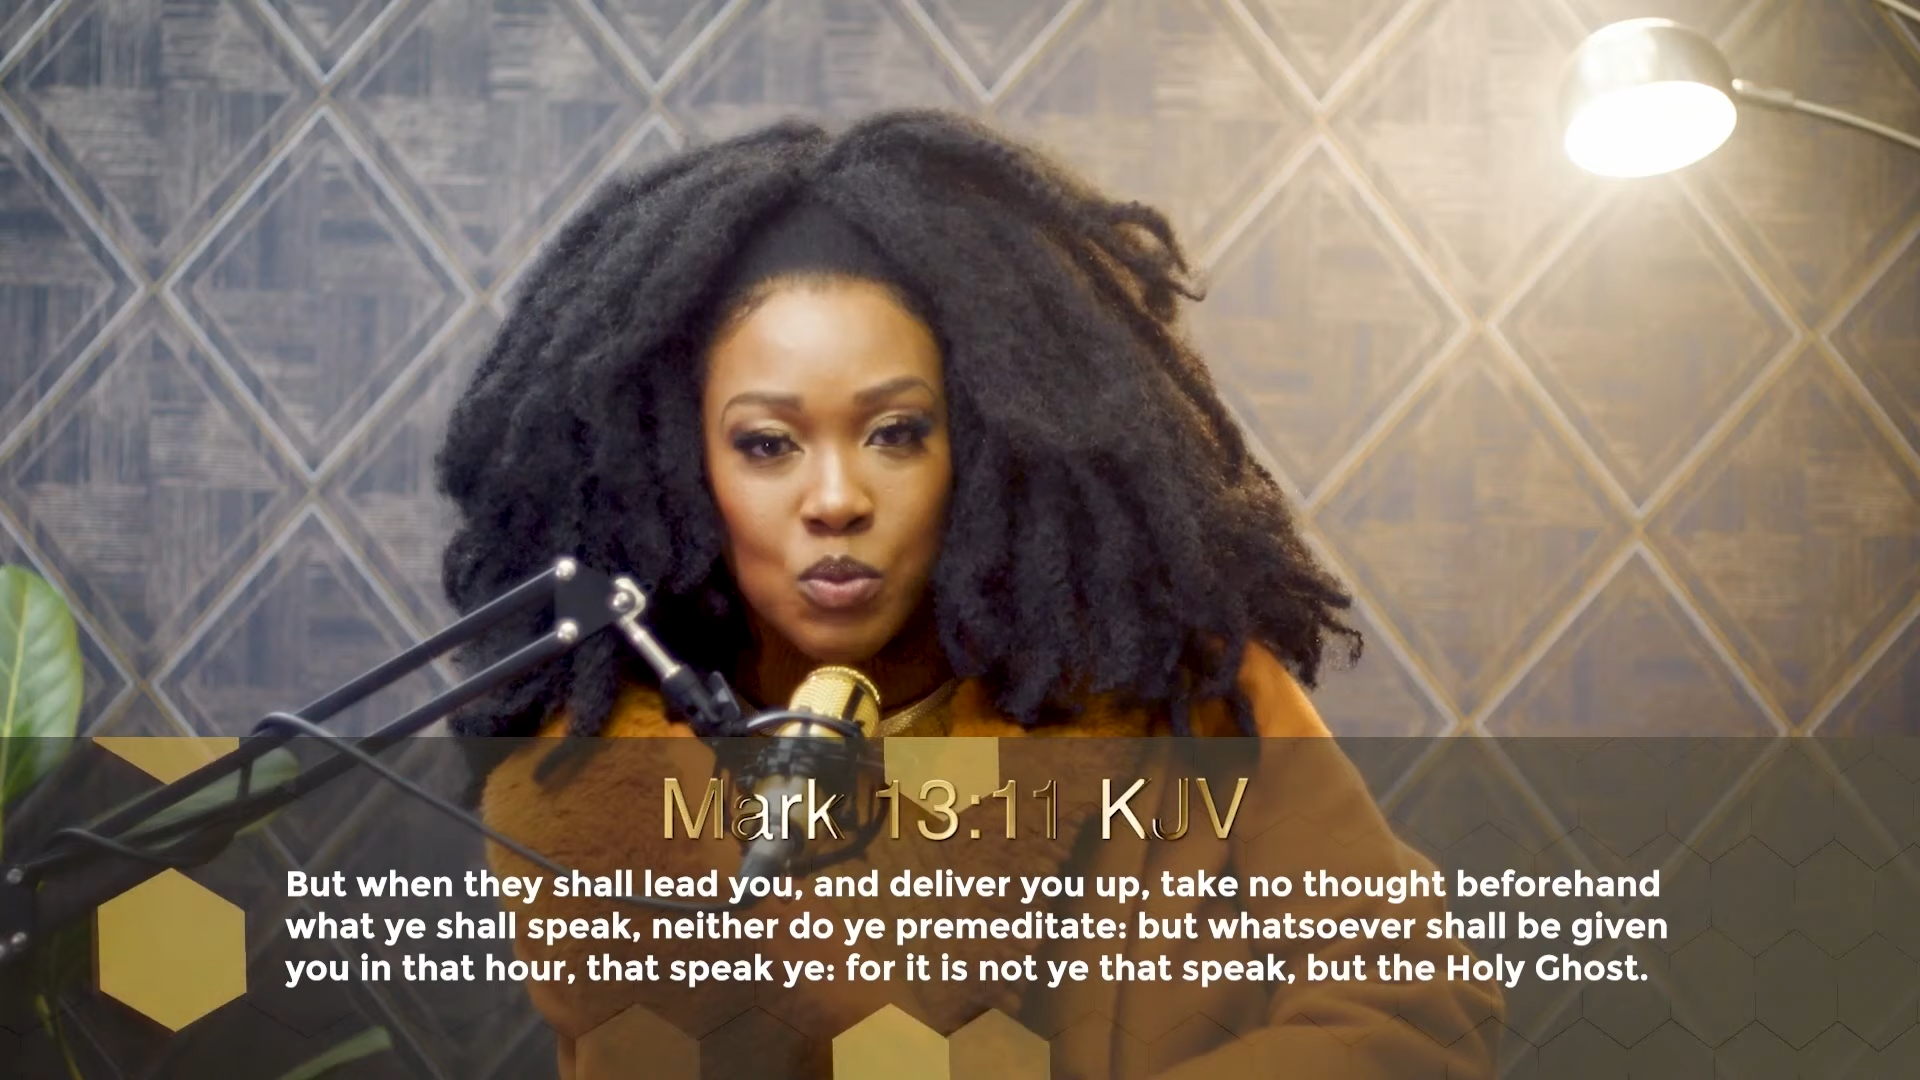 Mark 13:11 KJV
But when they shall lead you, and deliver you up, take no thought beforehand
what ye shall speak, neither do ye premeditate: but whatsoever shall be given
you in that hour, that speak ye: for it is not ye that speak, but the Holy Ghost.